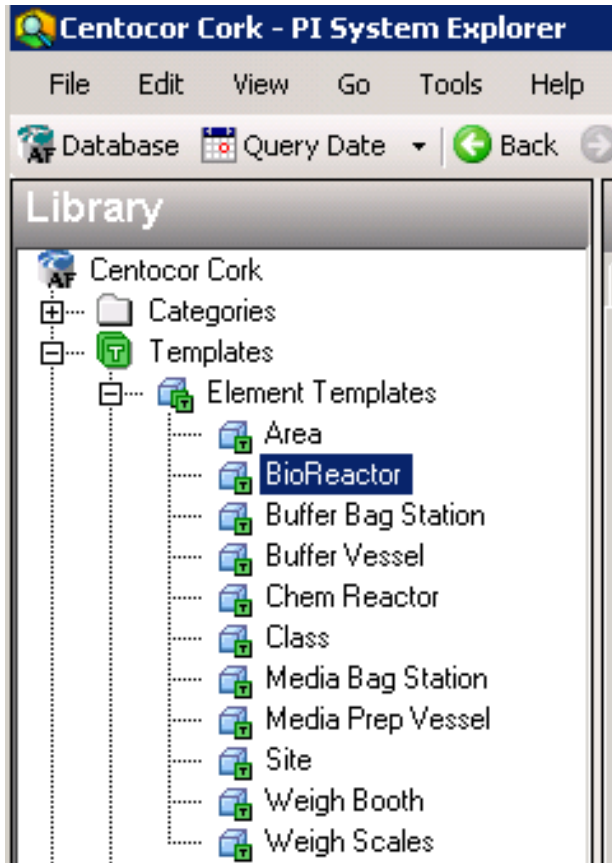 Centocor Cork - PI System Explorer
File Edit View Go Tools Help
AF Database Query Date Back
Library
AF Centocor Cork
Categories
T Templates
T Element Templates
T Area
T BioReactor
T Buffer Bag Station
T Buffer Vessel
T Chem Reactor
T Class
T Media Bag Station
T Media Prep Vessel
T Site
T Weigh Booth
T Weigh Scales